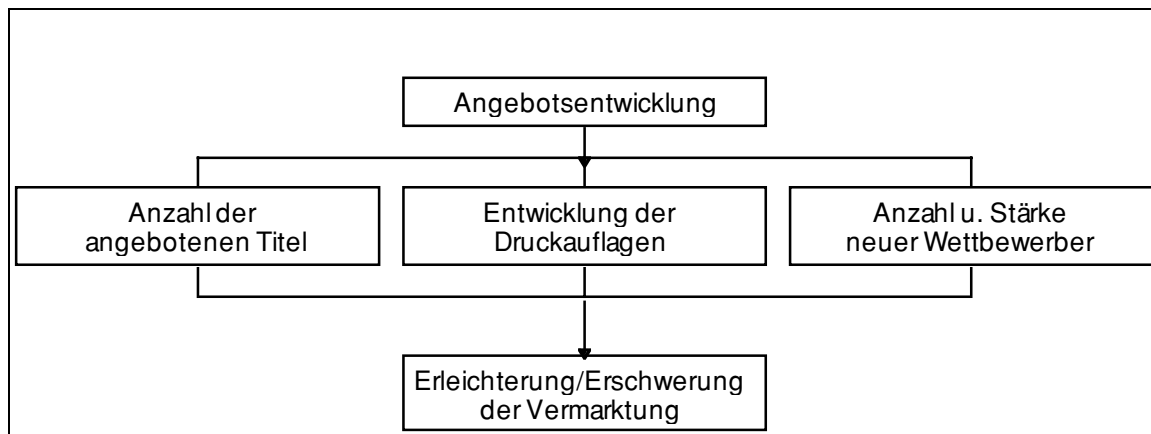 Angebotsentwicklung
Anzahl der
angebotenen Titel
Entwicklung der
Druckauflagen
Anzahl u. Stärke
neuer Wettbewerber
Erleichterung/Erschwerung
der Vermarktung